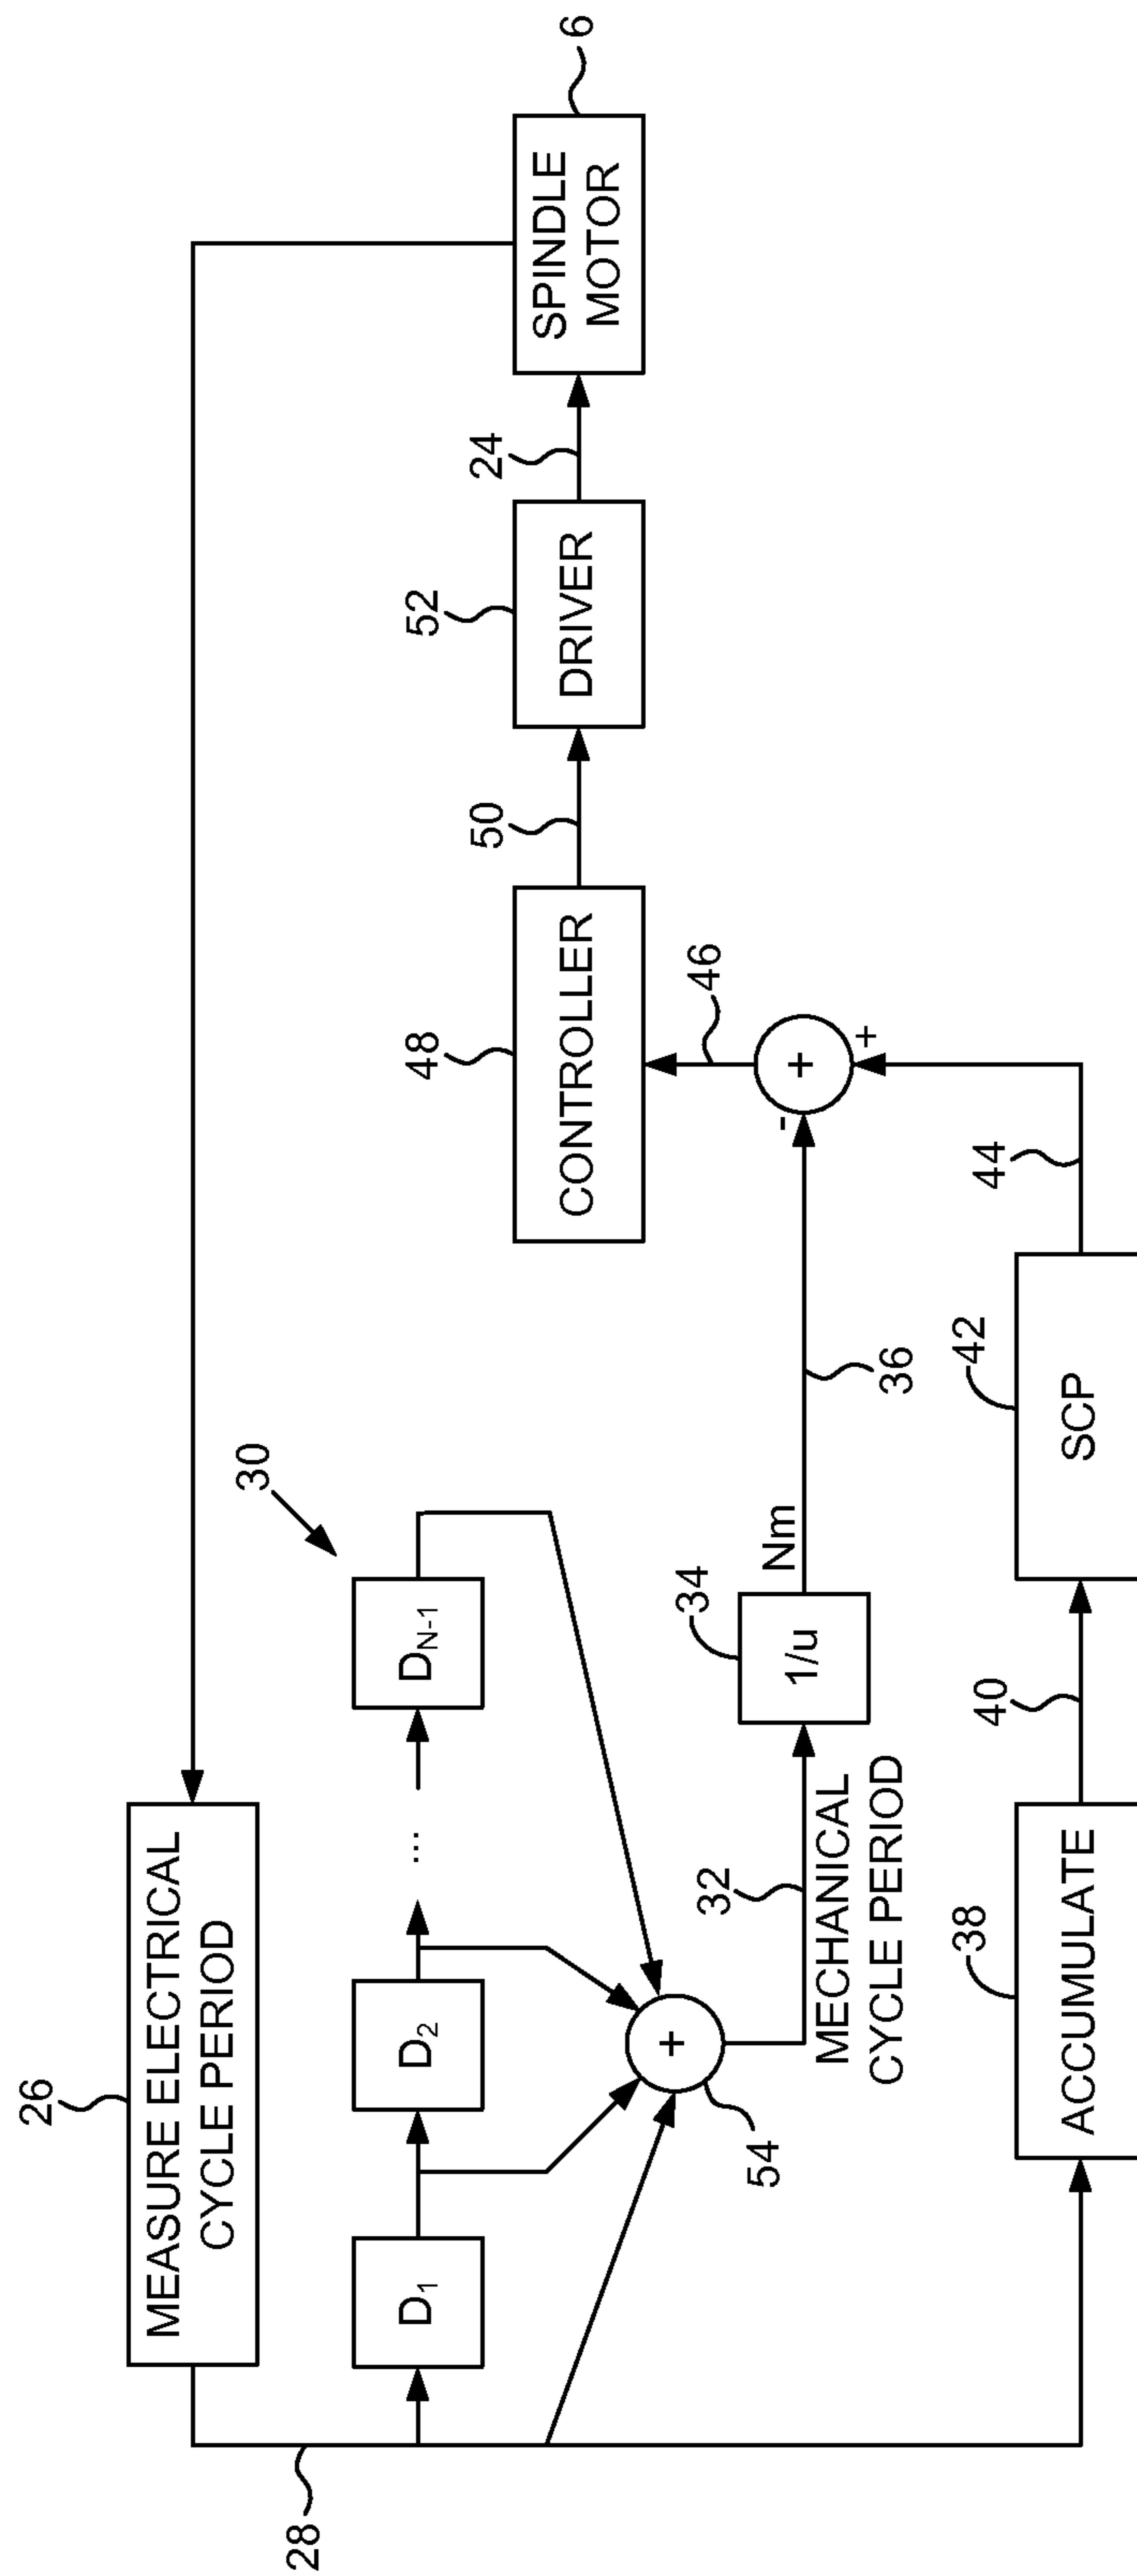 26
MEASURE ELECTRICAL
CYCLE PERIOD
28
30
D1
D2
...
DN-1
+
54
32
MECHANICAL
CYCLE PERIOD
34
1/u
Nm
36
38
ACCUMULATE
40
42
SCP
44
-
+
+
46
48
CONTROLLER
50
52
DRIVER
24
SPINDLE
MOTOR
6